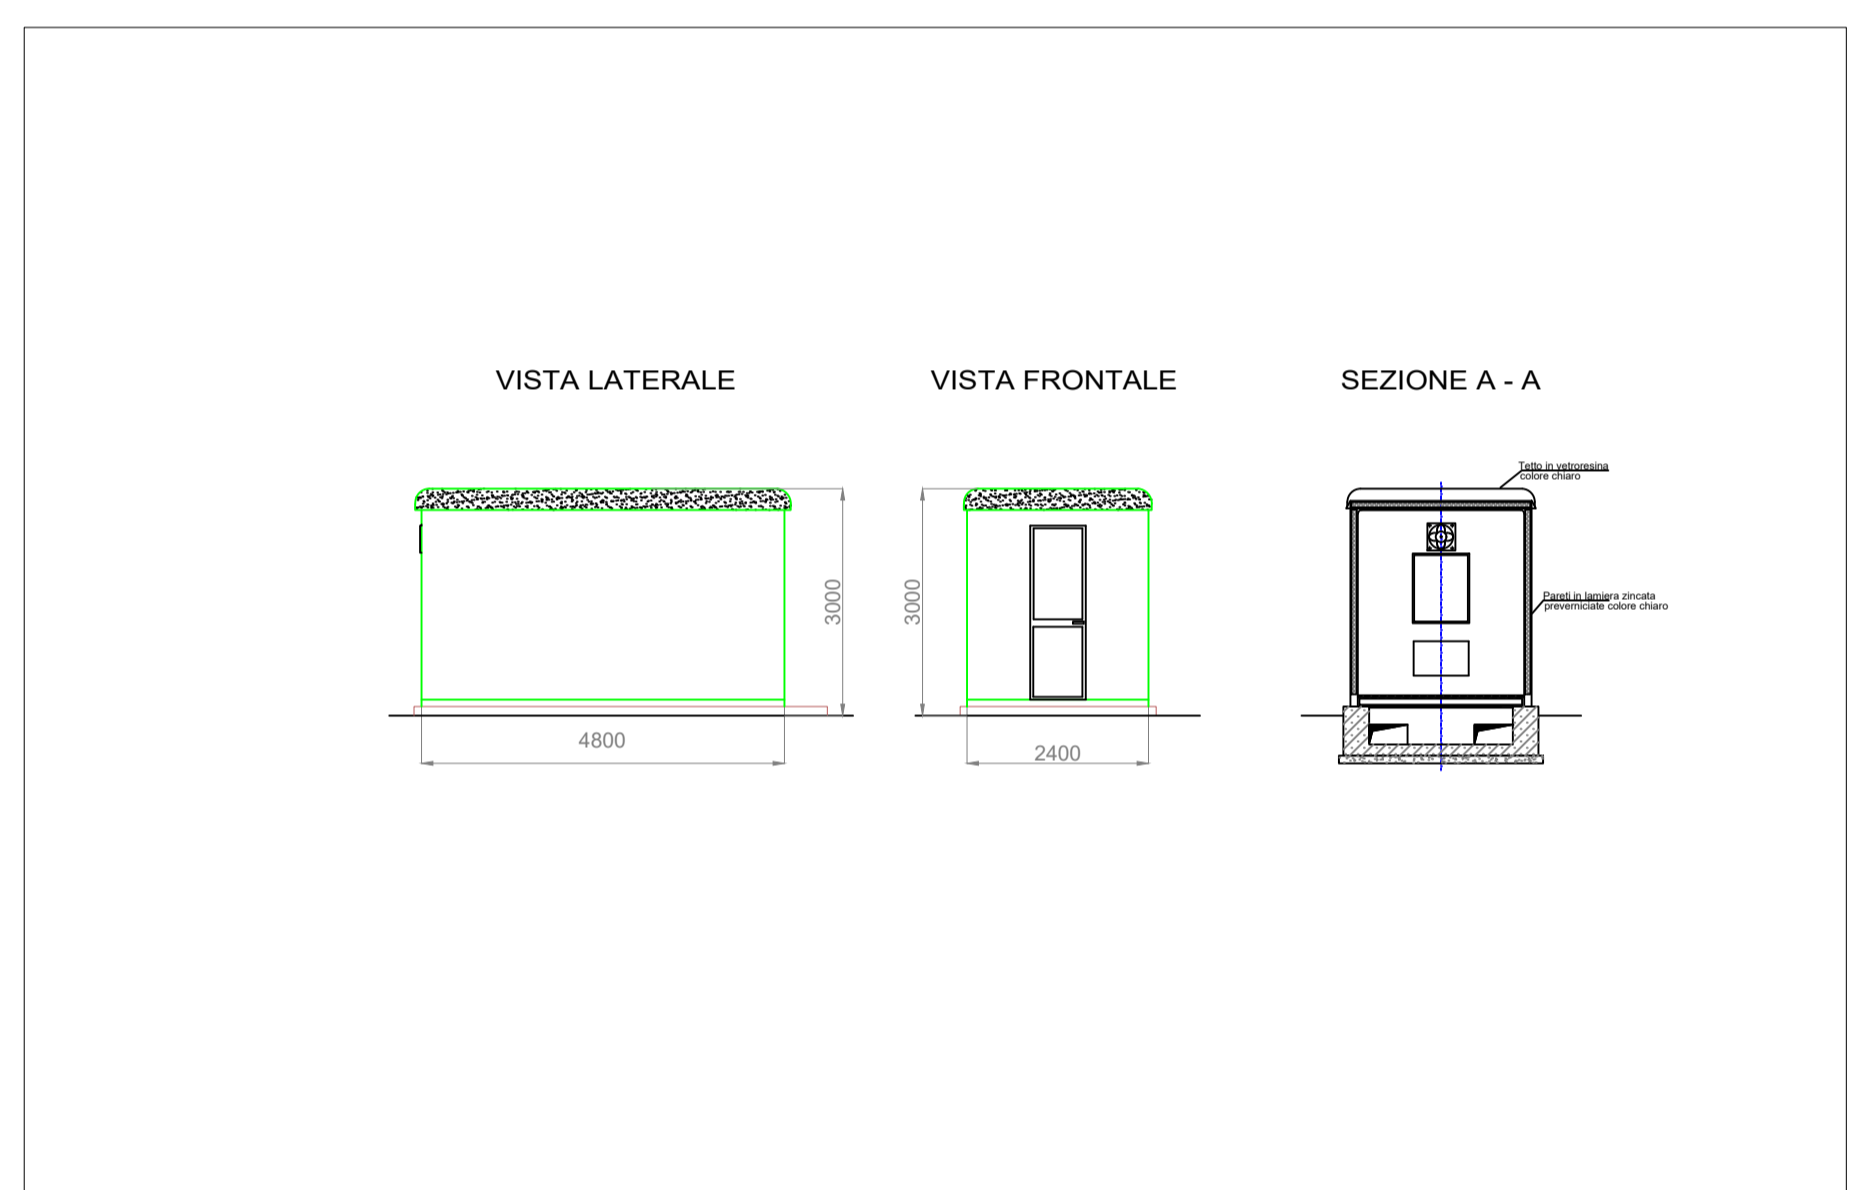 VISTA LATERALE
VISTA FRONTALE
SEZIONE A - A
Tetto in vetroresina
colore chiaro
3000
3000
Pareti in lamiera zincata
preverniciate colore chiaro
4800
2400